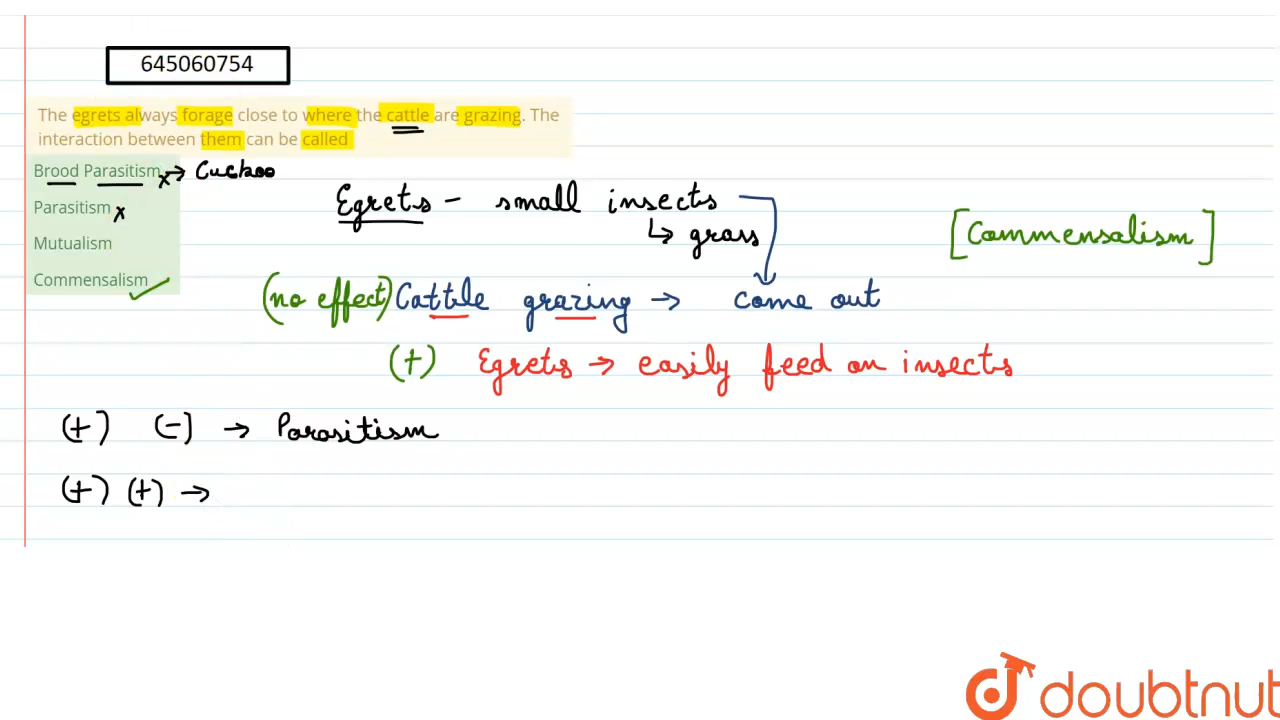 645060754
The egrets always forage close to where the cattle are grazing. The
interaction between them can be called
Brood Parasitism x → Cuckoo
Parasitism x
Mutualism
Commensalism ✓
Egrets - small insects
↳ grass
[Commensalism]
(no effect) Cattle grazing → come out
(+) Egrets → easily feed on insects
(+) (-) → Parasitism
(+) (+) →
doubtnut